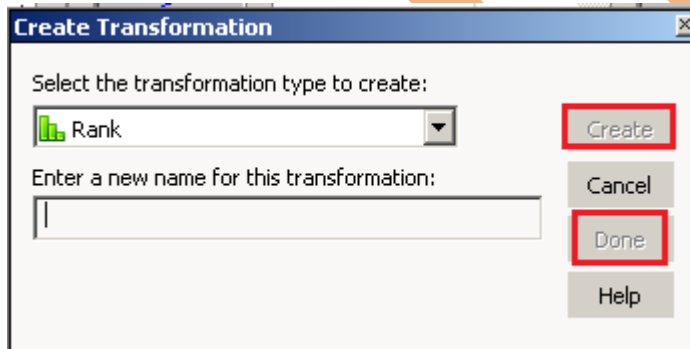 Create Transformation
Select the transformation type to create:
Rank
Create
Enter a new name for this transformation:
Cancel
Done
Help